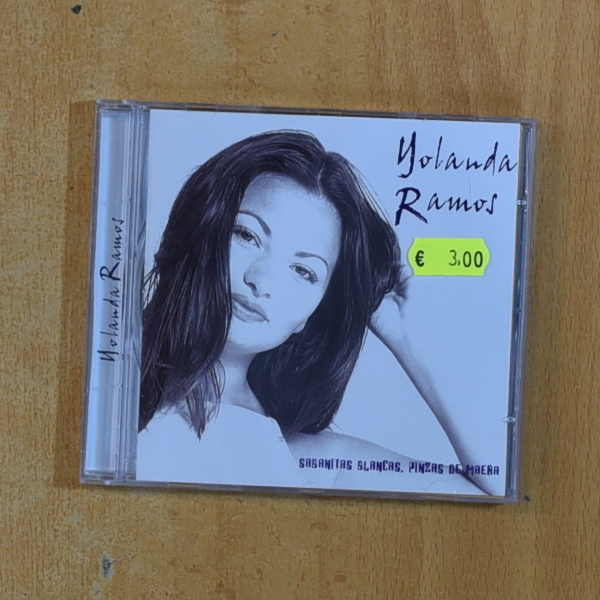 Yolanda
Ramos
€ 3,00
SABANITAS BLANCAS, PINZAS DE MAERA
Yolanda Ramos